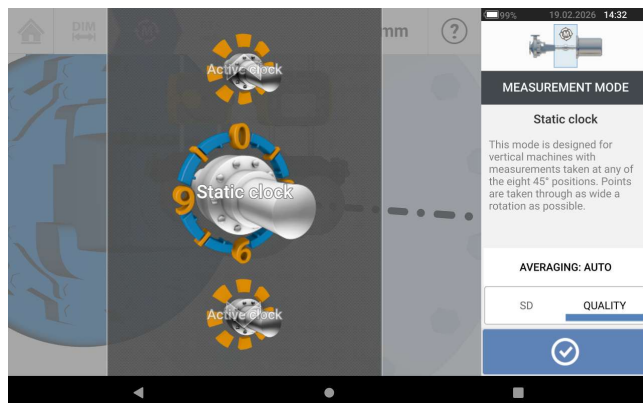 99% 19.02.2026 14:32
DIM
M
mm
?
Active clock
0
Static clock
9
6
Active clock
MEASUREMENT MODE
Static clock
This mode is designed for
vertical machines with
measurements taken at any of
the eight 45° positions. Points
are taken through as wide a
rotation as possible.
AVERAGING: AUTO
SD QUALITY